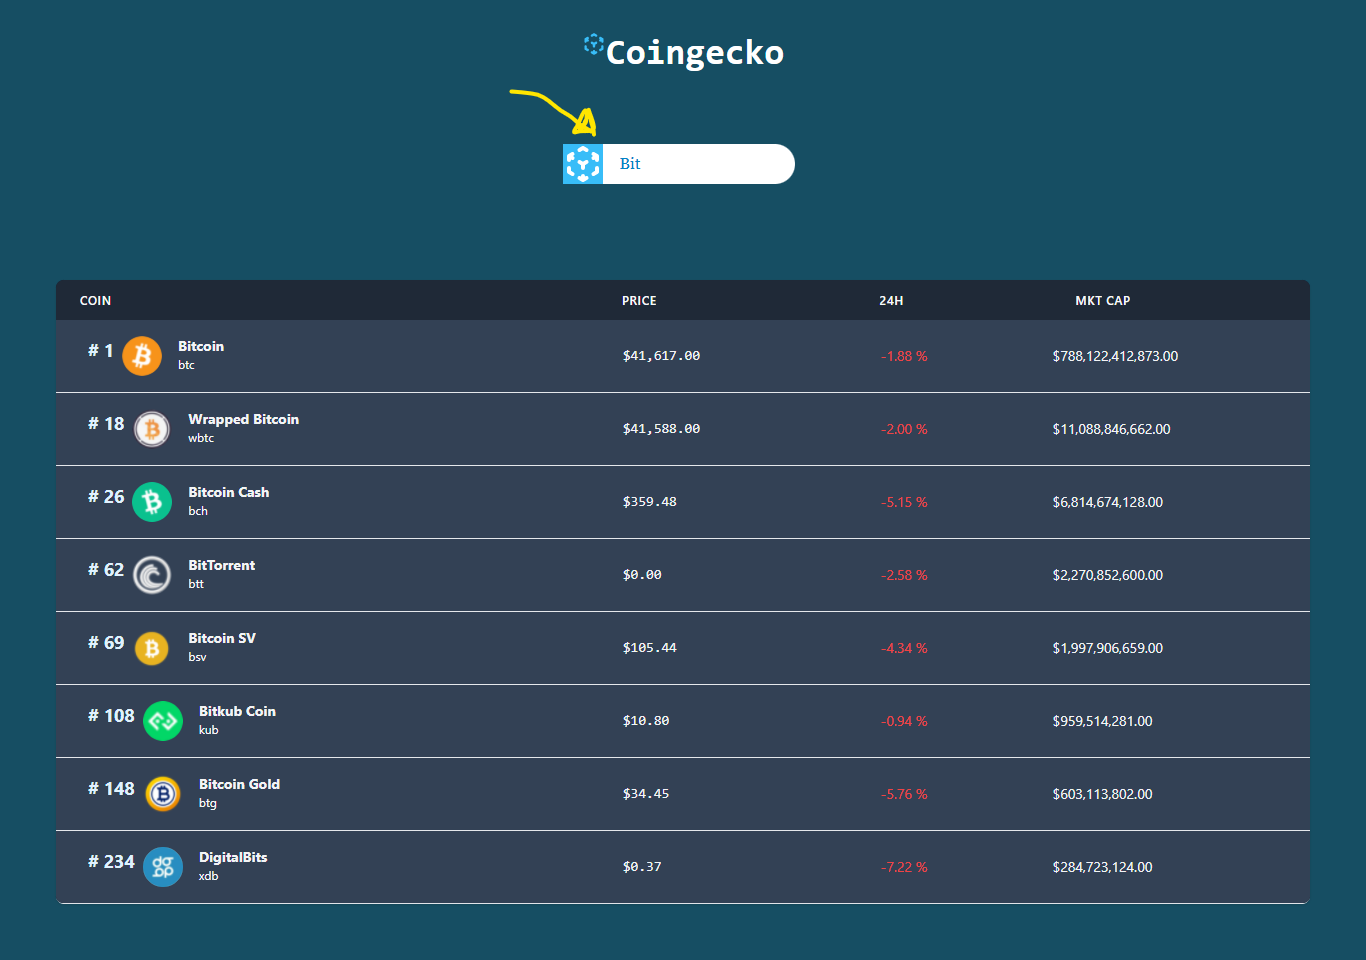 Coingecko
Bit
COIN PRICE 24H MKT CAP
# 1 Bitcoin btc $41,617.00 -1.88 % $788,122,412,873.00
# 18 Wrapped Bitcoin wbtc $41,588.00 -2.00 % $11,088,846,662.00
# 26 Bitcoin Cash bch $359.48 -5.15 % $6,814,674,128.00
# 62 BitTorrent btt $0.00 -2.58 % $2,270,852,600.00
# 69 Bitcoin SV bsv $105.44 -4.34 % $1,997,906,659.00
# 108 Bitkub Coin kub $10.80 -0.94 % $959,514,281.00
# 148 Bitcoin Gold btg $34.45 -5.76 % $603,113,802.00
# 234 DigitalBits xdb $0.37 -7.22 % $284,723,124.00